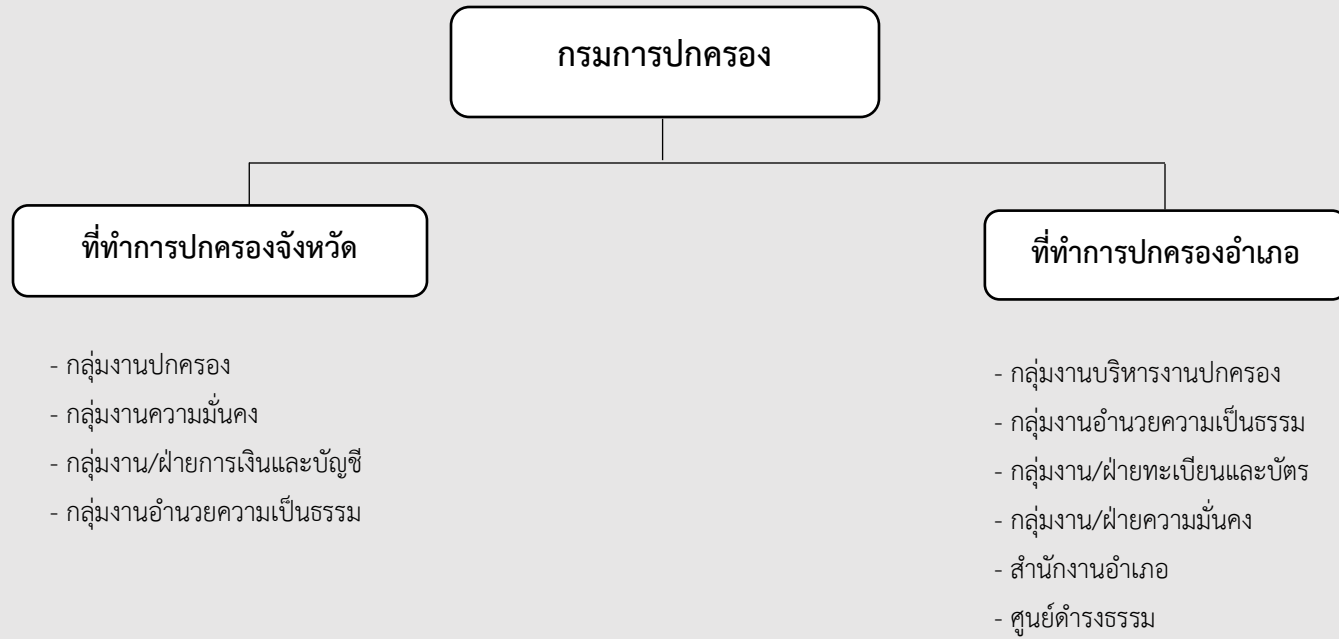 กรมการปกครอง
ที่ทำการปกครองจังหวัด
- กลุ่มงานปกครอง
- กลุ่มงานความมั่นคง
- กลุ่มงาน/ฝ่ายการเงินและบัญชี
- กลุ่มงานอำนวยความเป็นธรรม
ที่ทำการปกครองอำเภอ
- กลุ่มงานบริหารงานปกครอง
- กลุ่มงานอำนวยความเป็นธรรม
- กลุ่มงาน/ฝ่ายทะเบียนและบัตร
- กลุ่มงาน/ฝ่ายความมั่นคง
- สำนักงานอำเภอ
- ศูนย์ดำรงธรรม